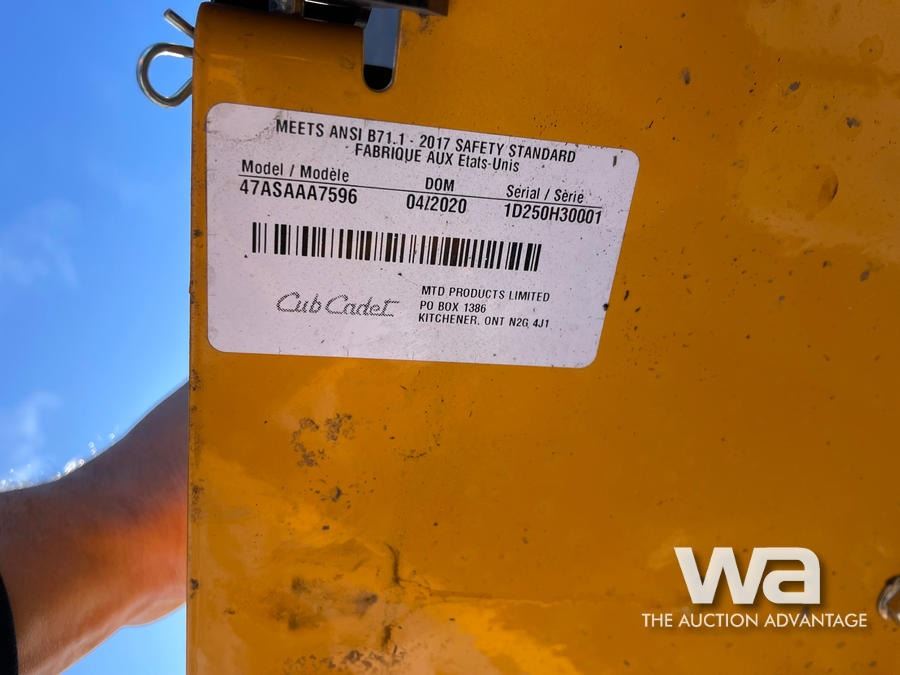 MEETS ANSI B71.1 - 2017 SAFETY STANDARD
FABRIQUE AUX Etats-Unis
Model / Modèle DOM Serial / Série
47ASAAA7596 04/2020 1D250H30001
Cub Cadet
MTD PRODUCTS LIMITED
PO BOX 1386
KITCHENER, ONT N2G 4J1
wa
THE AUCTION ADVANTAGE